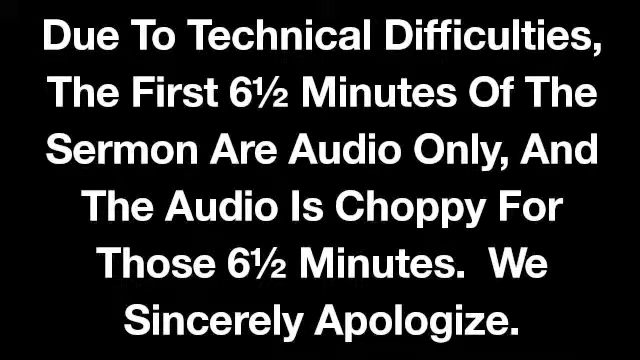 Due To Technical Difficulties,
The First 6½ Minutes Of The
Sermon Are Audio Only, And
The Audio Is Choppy For
Those 6½ Minutes.  We
Sincerely Apologize.